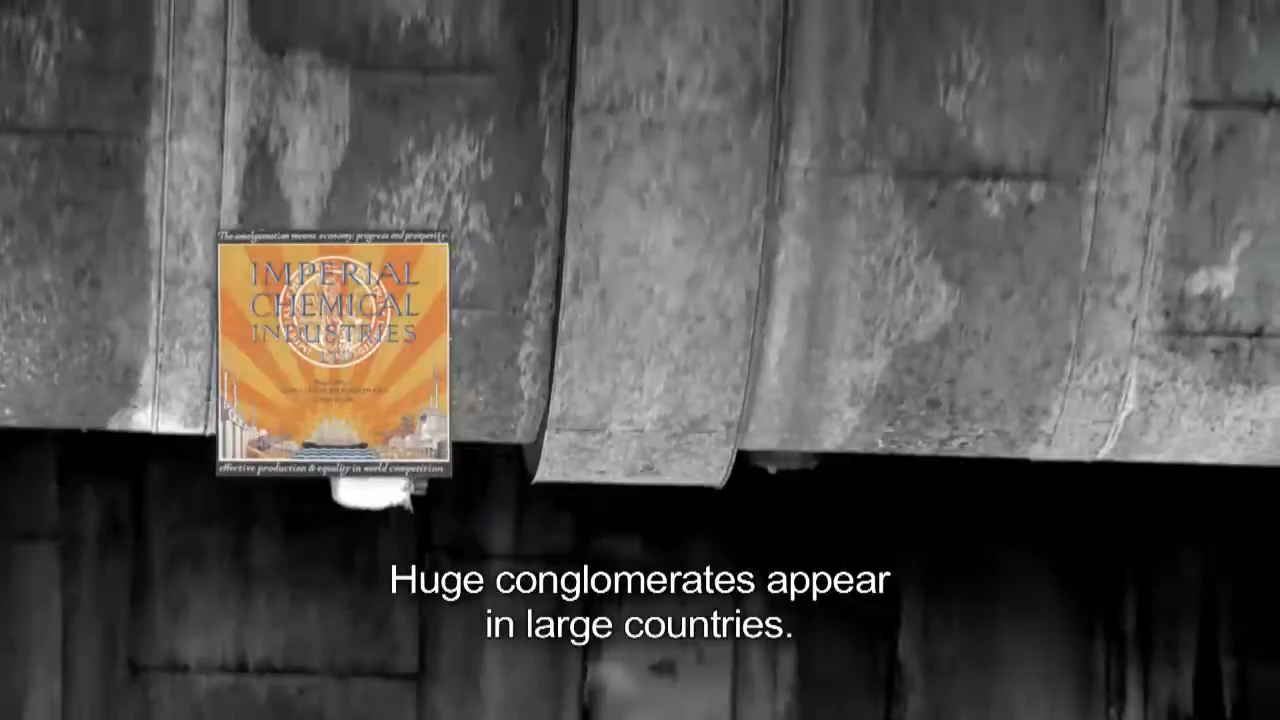 The amalgamation means economy, progress and prosperity
IMPERIAL
CHEMICAL
INDUSTRIES
effective production & equality in world competition
Huge conglomerates appear
in large countries.